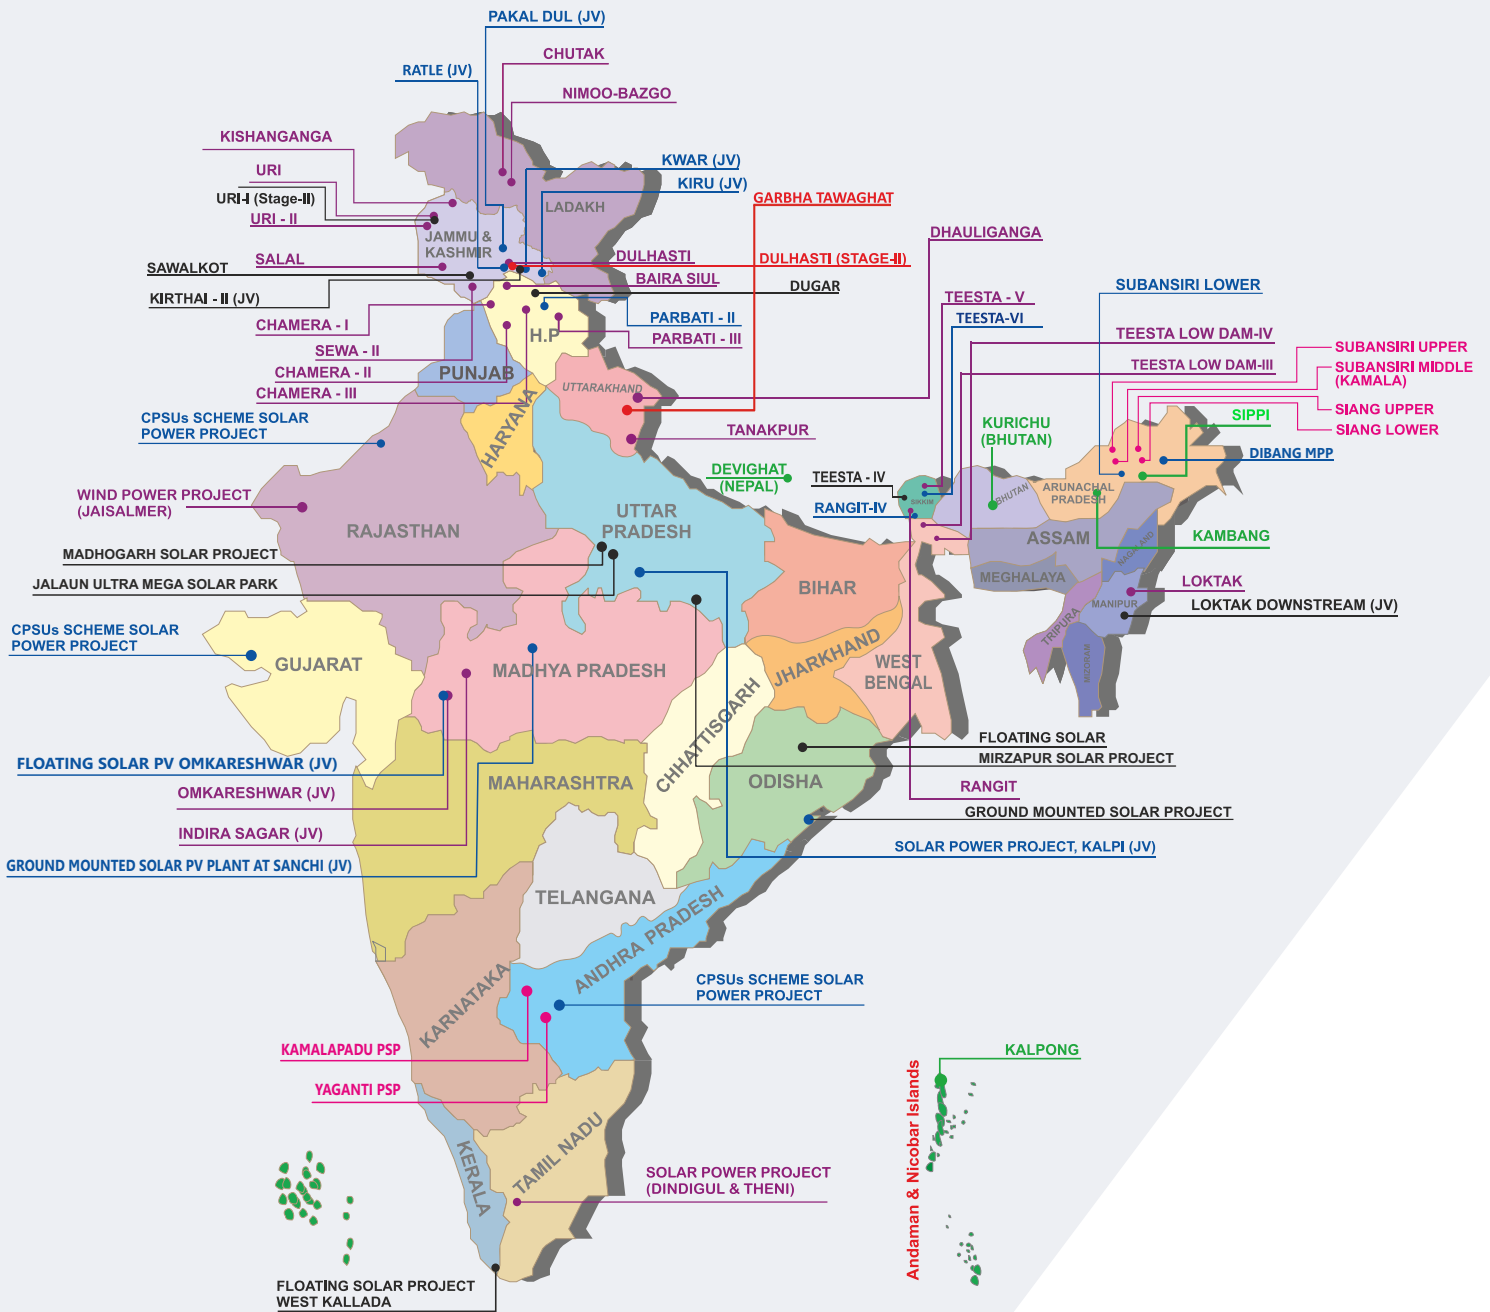 PAKAL DUL (JV)
CHUTAK
RATLE (JV)
NIMOO-BAZGO
KISHANGANGA
KWAR (JV)
URI
KIRU (JV)
URI-I (Stage-II)
GARBHA TAWAGHAT
LADAKH
URI - II
JAMMU &
KASHMIR
DHAULIGANGA
SALAL
DULHASTI
DULHASTI (STAGE-II)
SAWALKOT
BAIRA SIUL
DUGAR
SUBANSIRI LOWER
KIRTHAI - II (JV)
TEESTA - V
PARBATI - II
TEESTA-VI
CHAMERA - I
H.P
PARBATI - III
TEESTA LOW DAM-IV
SUBANSIRI UPPER
SEWA - II
TEESTA LOW DAM-III
SUBANSIRI MIDDLE
(KAMALA)
CHAMERA - II
PUNJAB
UTTARAKHAND
CHAMERA - III
SIANG UPPER
CPSUs SCHEME SOLAR
POWER PROJECT
HARYANA
TANAKPUR
KURICHU
(BHUTAN)
SIPPI
SIANG LOWER
DIBANG MPP
DEVIGHAT
(NEPAL)
TEESTA - IV
WIND POWER PROJECT
(JAISALMER)
SIKKIM
BHUTAN
ARUNACHAL
PRADESH
RANGIT-IV
RAJASTHAN
UTTAR
PRADESH
ASSAM
NAGALAND
KAMBANG
MADHOGARH SOLAR PROJECT
JALAUN ULTRA MEGA SOLAR PARK
BIHAR
MEGHALAYA
LOKTAK
MANIPUR
LOKTAK DOWNSTREAM (JV)
TRIPURA
CPSUs SCHEME SOLAR
POWER PROJECT
GUJARAT
MADHYA PRADESH
JHARKHAND
WEST
BENGAL
MIZORAM
CHHATTISGARH
FLOATING SOLAR
FLOATING SOLAR PV OMKARESHWAR (JV)
MIRZAPUR SOLAR PROJECT
MAHARASHTRA
ODISHA
RANGIT
OMKARESHWAR (JV)
GROUND MOUNTED SOLAR PROJECT
INDIRA SAGAR (JV)
SOLAR POWER PROJECT, KALPI (JV)
GROUND MOUNTED SOLAR PV PLANT AT SANCHI (JV)
TELANGANA
ANDHRA PRADESH
KARNATAKA
CPSUs SCHEME SOLAR
POWER PROJECT
KAMALAPADU PSP
KALPONG
YAGANTI PSP
Andaman & Nicobar Islands
KERALA
TAMIL NADU
SOLAR POWER PROJECT
(DINDIGUL & THENI)
FLOATING SOLAR PROJECT
WEST KALLADA